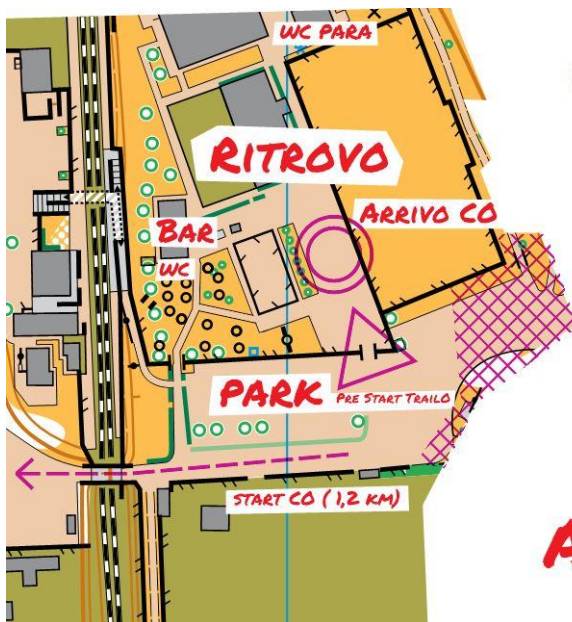 WC PARA
RITROVO
ARRIVO CO
BAR
WC
PARK
PRE START TRAILO
START CO (1,2 KM)